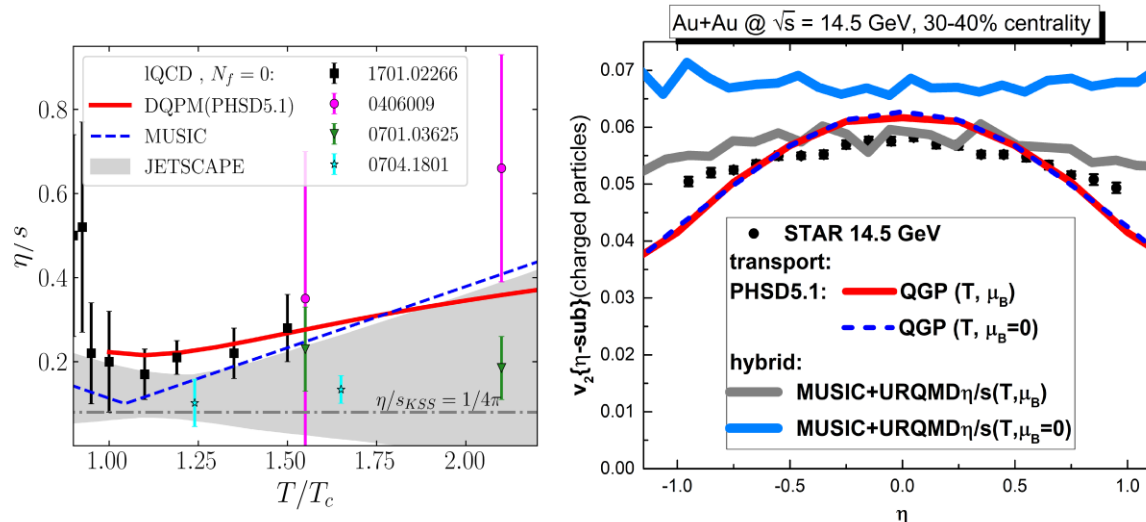 0.8
0.6
0.4
0.2
η/s
lQCD , N_f = 0:
DQPM(PHSD5.1)
MUSIC
JETSCAPE
1701.02266
0406009
0701.03625
0704.1801
η/s_{KSS} = 1/4π
1.00 1.25 1.50 1.75 2.00
T/T_c
Au+Au @ √s = 14.5 GeV, 30-40% centrality
0.07
0.06
0.05
0.04
0.03
0.02
0.01
0.00
v₂{η-sub}(charged particles)
STAR 14.5 GeV
transport:
PHSD5.1: QGP (T, μ_B)
QGP (T, μ_B=0)
hybrid:
MUSIC+URQMDη/s(T,μ_B)
MUSIC+URQMDη/s(T,μ_B=0)
-1.0 -0.5 0.0 0.5 1.0
η